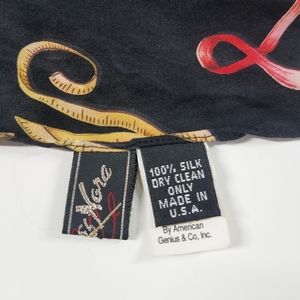 100% SILK
DRY CLEAN
ONLY
MADE IN
U.S.A.
By American
Genius & Co, Inc.